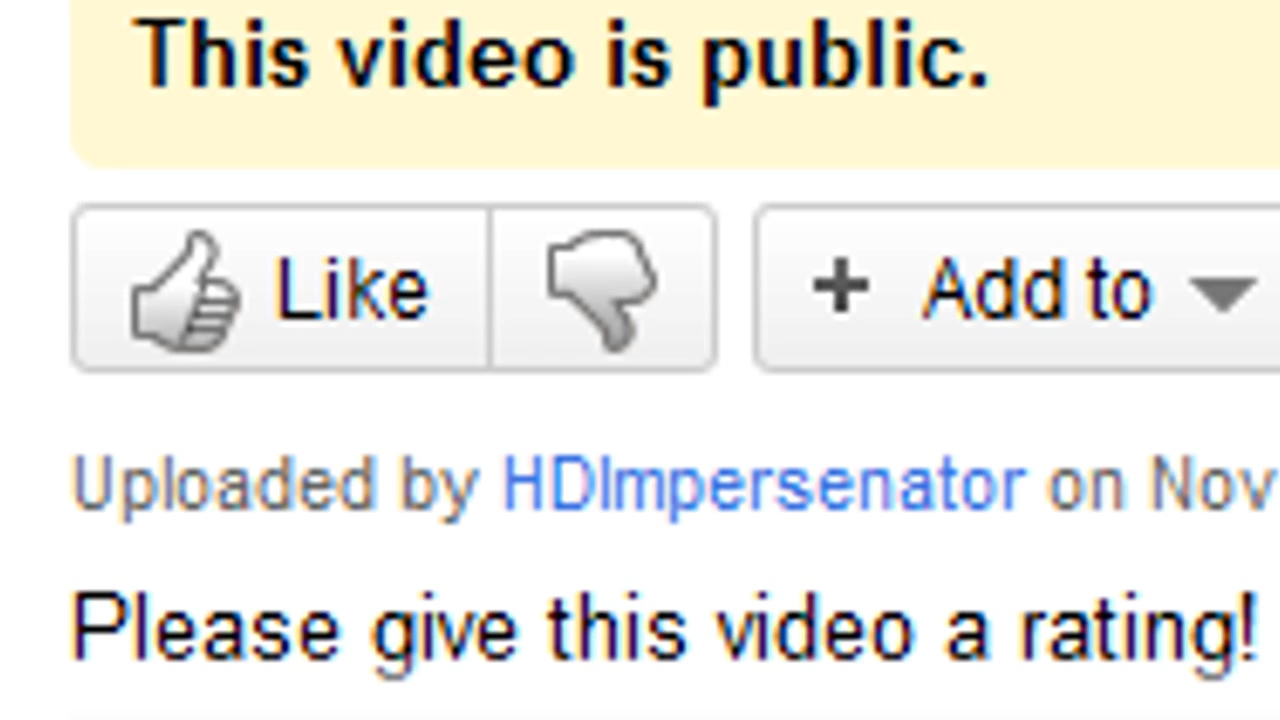 This video is public.
Like + Add to
Uploaded by HDImpersenator on Nov
Please give this video a rating!